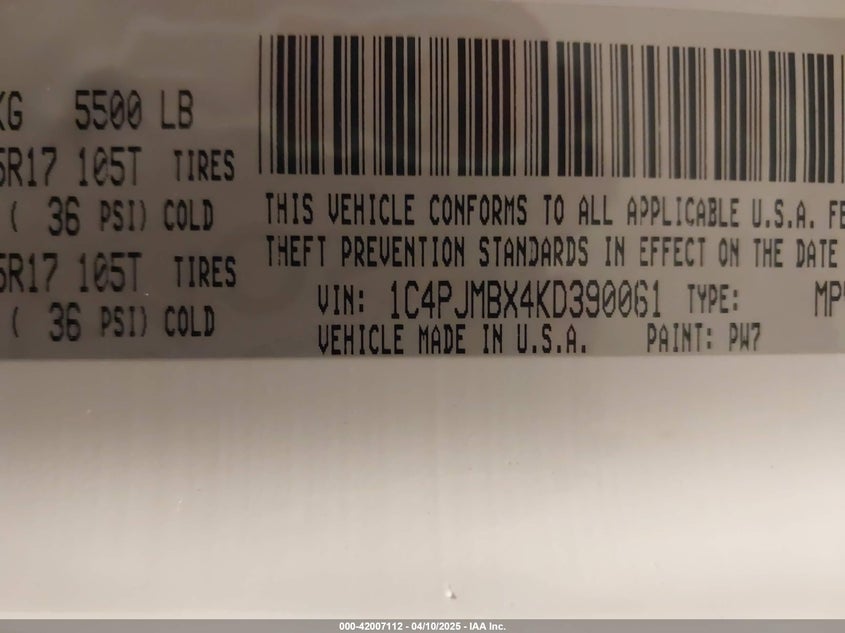 KG 5500 LB
5R17 105T TIRES
( 36 PSI) COLD
5R17 105T TIRES
( 36 PSI) COLD
THIS VEHICLE CONFORMS TO ALL APPLICABLE U.S.A. FE
THEFT PREVENTION STANDARDS IN EFFECT ON THE DATE
VIN: 1C4PJMBX4KD390061 TYPE: MPV
VEHICLE MADE IN U.S.A. PAINT: PW7
000-42007112 - 04/10/2025 - IAA Inc.